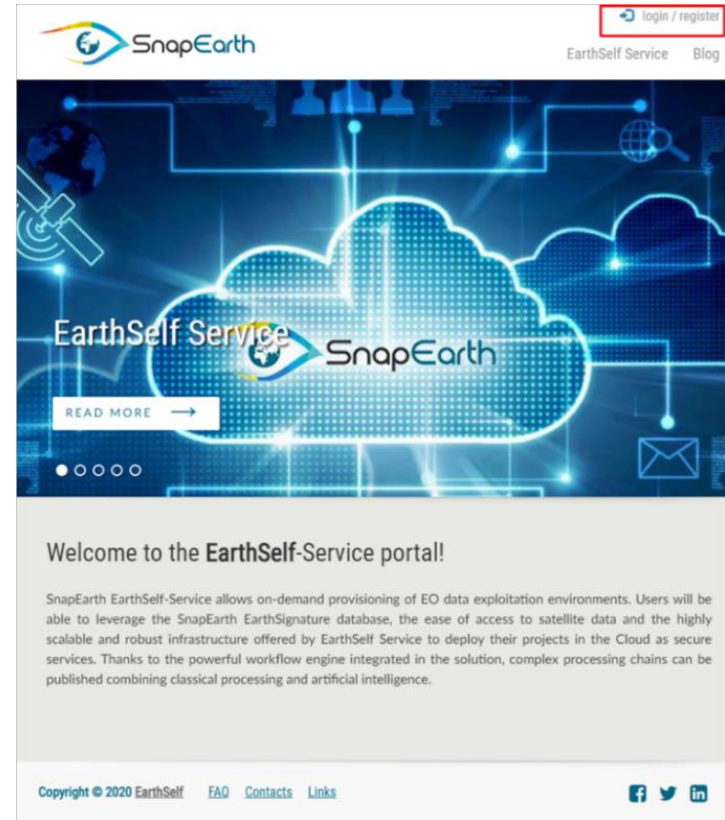 login / register
SnapEarth
EarthSelf Service Blog
EarthSelf Service
SnapEarth
READ MORE
Welcome to the EarthSelf-Service portal!
SnapEarth EarthSelf-Service allows on-demand provisioning of EO data exploitation environments. Users will be
able to leverage the SnapEarth EarthSignature database, the ease of access to satellite data and the highly
scalable and robust infrastructure offered by EarthSelf Service to deploy their projects in the Cloud as secure
services. Thanks to the powerful workflow engine integrated in the solution, complex processing chains can be
published combining classical processing and artificial intelligence.
Copyright © 2020 EarthSelf FAQ Contacts Links